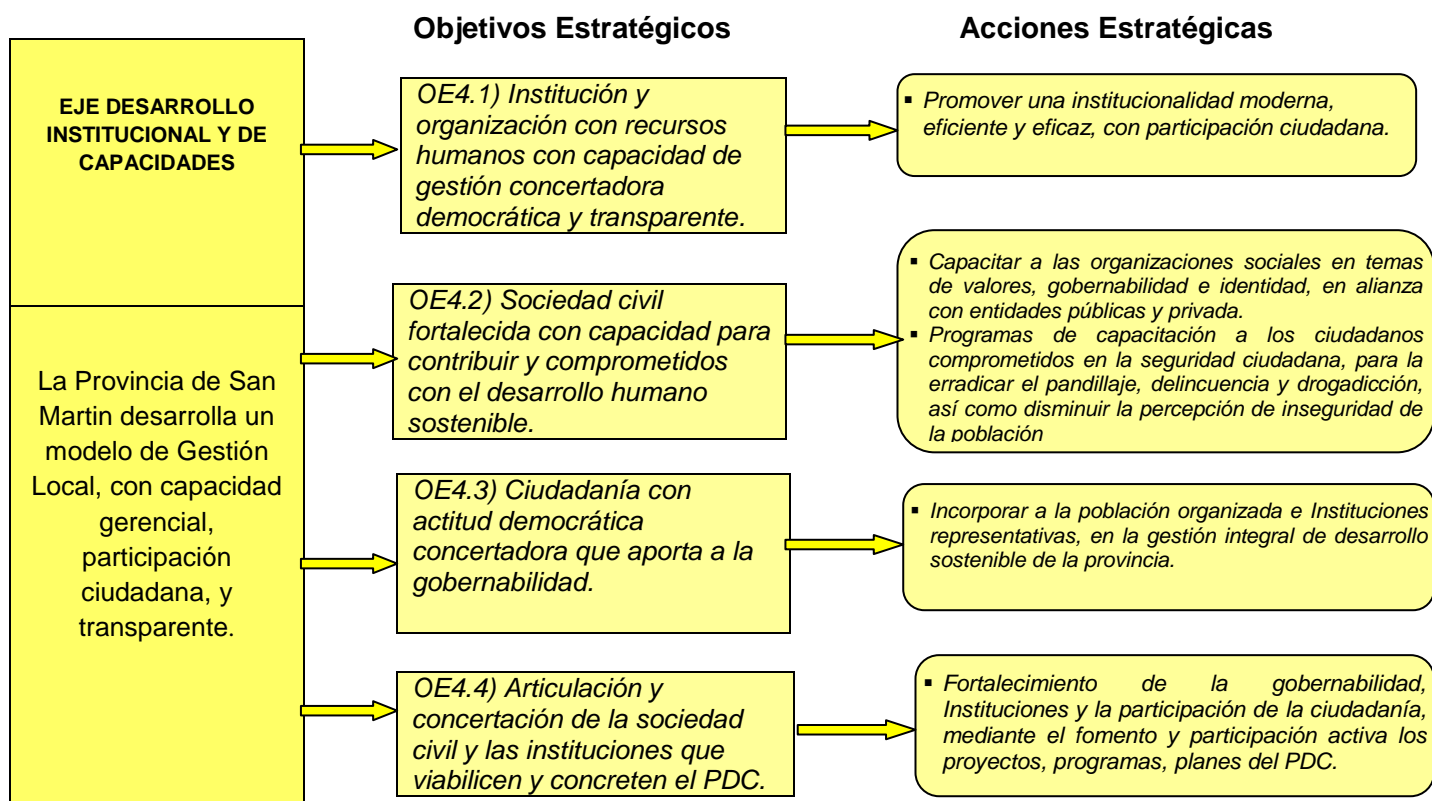 Objetivos Estratégicos
Acciones Estratégicas
EJE DESARROLLO
INSTITUCIONAL Y DE
CAPACIDADES
La Provincia de San
Martin desarrolla un
modelo de Gestión
Local, con capacidad
gerencial,
participación
ciudadana, y
transparente.
OE4.1) Institución y
organización con recursos
humanos con capacidad de
gestión concertadora
democrática y transparente.
▪ Promover una institucionalidad moderna,
eficiente y eficaz, con participación ciudadana.
OE4.2) Sociedad civil
fortalecida con capacidad para
contribuir y comprometidos
con el desarrollo humano
sostenible.
▪ Capacitar a las organizaciones sociales en temas
de valores, gobernabilidad e identidad, en alianza
con entidades públicas y privada.
▪ Programas de capacitación a los ciudadanos
comprometidos en la seguridad ciudadana, para la
erradicar el pandillaje, delincuencia y drogadicción,
así como disminuir la percepción de inseguridad de
la población
OE4.3) Ciudadanía con
actitud democrática
concertadora que aporta a la
gobernabilidad.
▪ Incorporar a la población organizada e Instituciones
representativas, en la gestión integral de desarrollo
sostenible de la provincia.
OE4.4) Articulación y
concertación de la sociedad
civil y las instituciones que
viabilicen y concreten el PDC.
▪ Fortalecimiento de la gobernabilidad,
Instituciones y la participación de la ciudadanía,
mediante el fomento y participación activa los
proyectos, programas, planes del PDC.